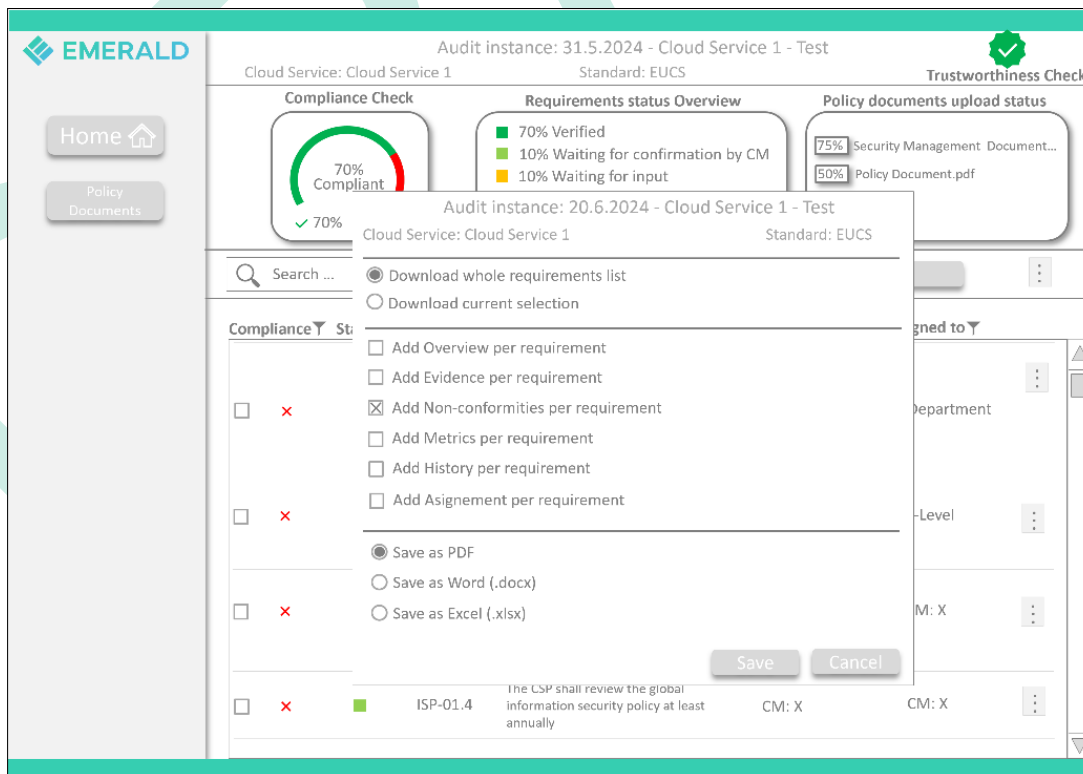 EMERALD
Audit instance: 31.5.2024 - Cloud Service 1 - Test
Cloud Service: Cloud Service 1 Standard: EUCS
Trustworthiness Check
Home
Policy
Documents
Compliance Check
70%
Compliant
70%
Requirements status Overview
70% Verified
10% Waiting for confirmation by CM
10% Waiting for input
Policy documents upload status
75% Security Management Document...
50% Policy Document.pdf
Search ...
Audit instance: 20.6.2024 - Cloud Service 1 - Test
Cloud Service: Cloud Service 1 Standard: EUCS
Download whole requirements list
Download current selection
Add Overview per requirement
Add Evidence per requirement
Add Non-conformities per requirement
Add Metrics per requirement
Add History per requirement
Add Asignement per requirement
Save as PDF
Save as Word (.docx)
Save as Excel (.xlsx)
Save Cancel
Compliance Sta gned to
Department
-Level
M: X
ISP-01.4 The CSP shall review the global
information security policy at least
annually
CM: X CM: X